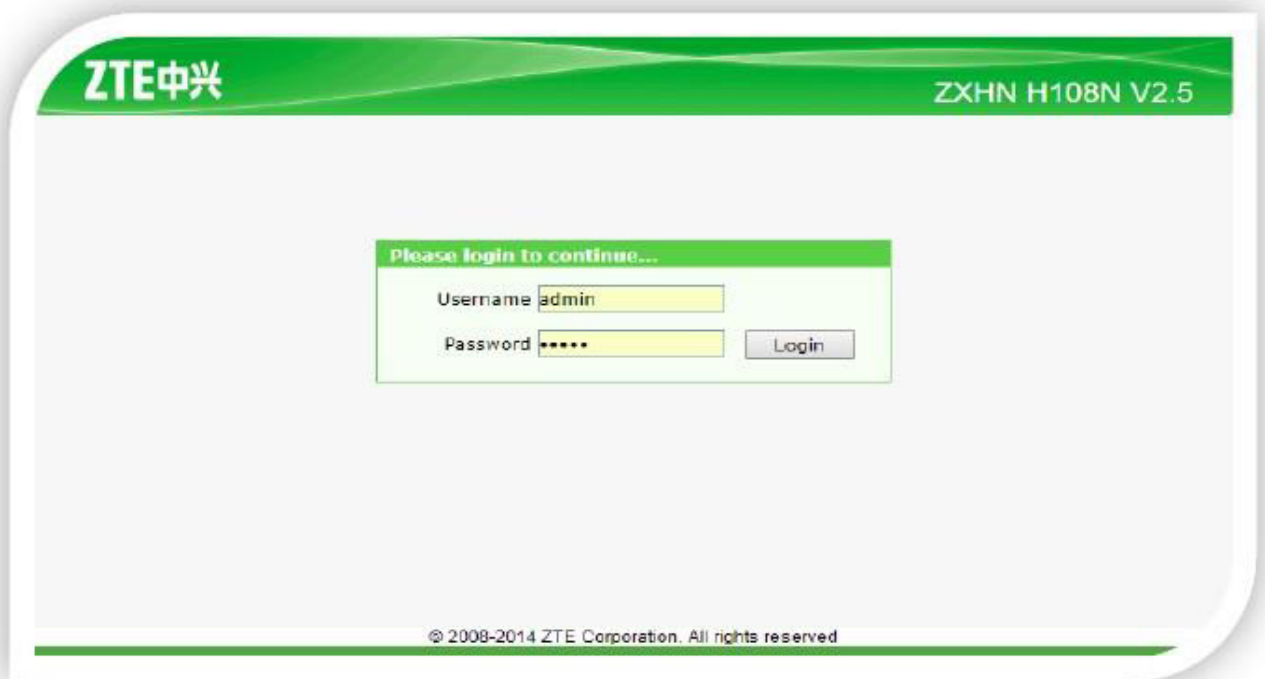 ZTE中兴
ZXHN H108N V2.5
Please login to continue...
Username admin
Password •••••
Login
© 2008-2014 ZTE Corporation. All rights reserved